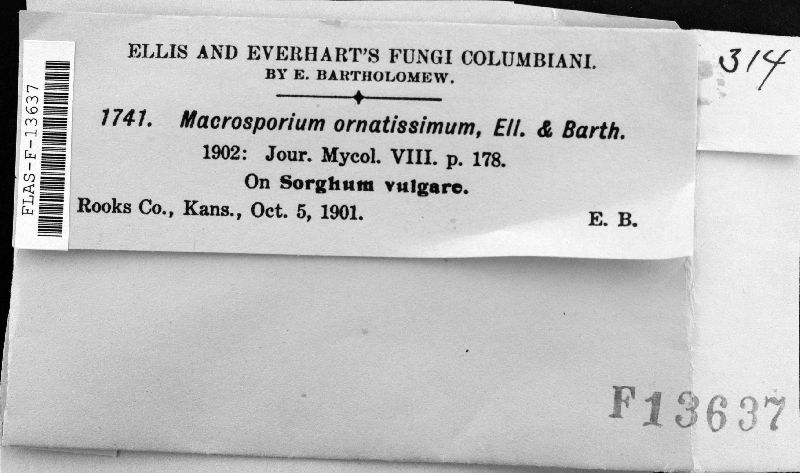 ELLIS AND EVERHART'S FUNGI COLUMBIANI.
BY E. BARTHOLOMEW.
1741. Macrosporium ornatissimum, Ell. & Barth.
1902: Jour. Mycol. VIII. p. 178.
On Sorghum vulgare.
Rooks Co., Kans., Oct. 5, 1901.
E. B.
FLAS-F-13637
314
F13637